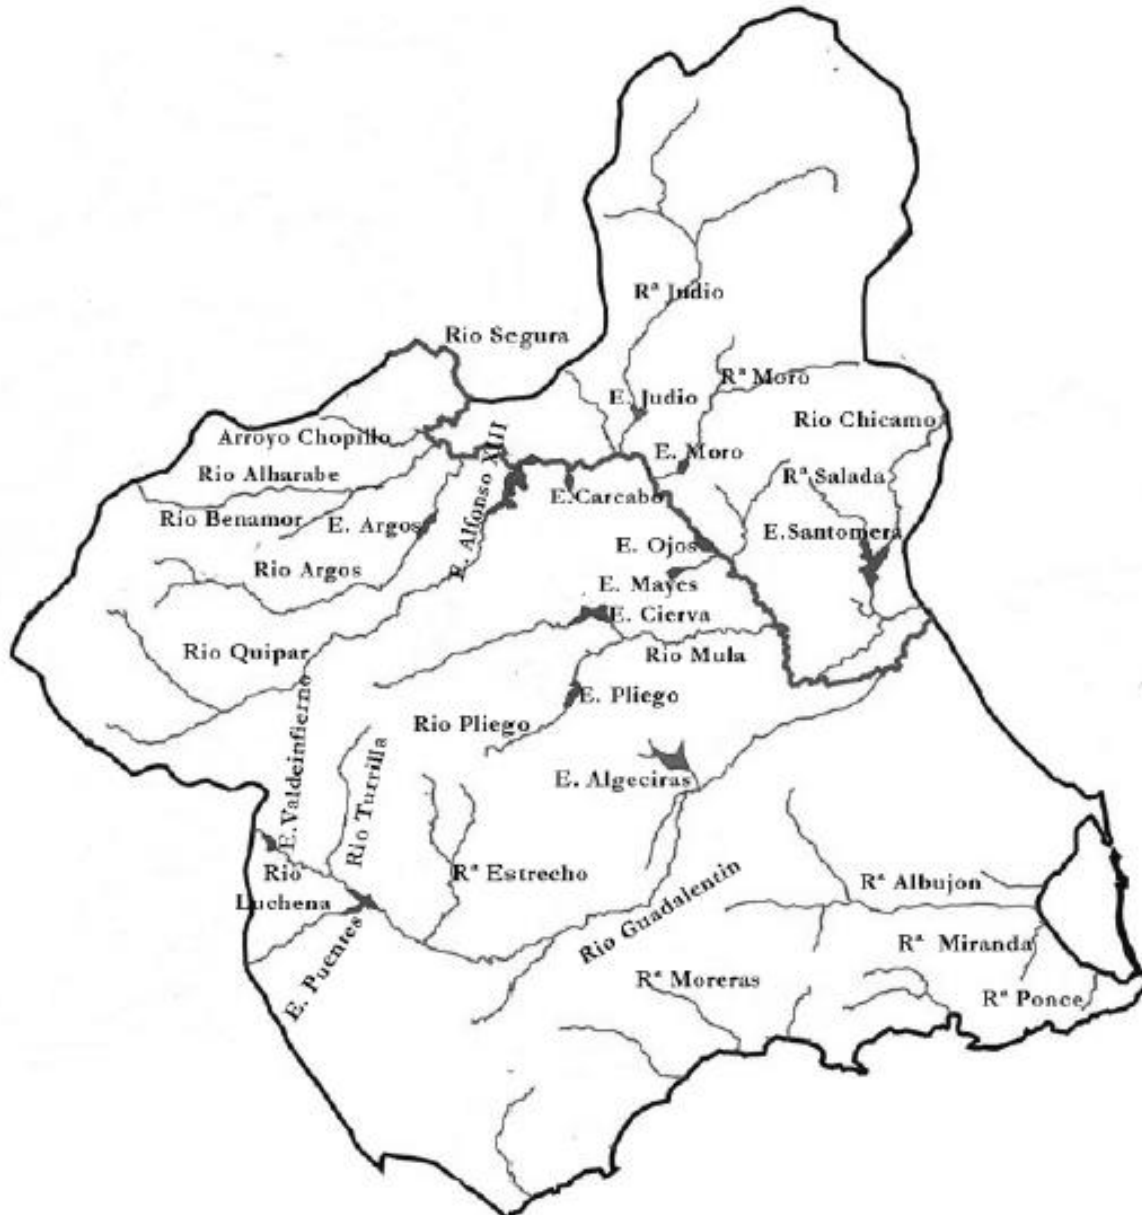 Rª Judio
Rio Segura
Rª Moro
E. Judio
Rio Chicamo
Arroyo Chopillo
E. Moro
Rio Alharabe
Rª Salada
E. Alfonso XIII
E. Carcabo
Rio Benamor
E. Argos
E. Santomera
E. Ojos
Rio Argos
E. Mayes
E. Cierva
Rio Quipar
Rio Mula
E. Pliego
Rio Pliego
E. Valdeinfierno
Rio Turrilla
E. Algeciras
Rio
Luchena
Rª Estrecho
Rª Albujon
Rio Guadalentin
E. Puentes
Rª Miranda
Rª Moreras
Rª Ponce